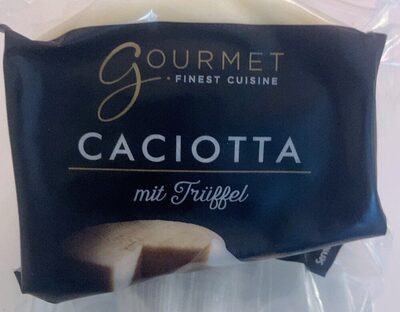 gOURMET
· FINEST CUISINE
CACIOTTA
mit Trüffel